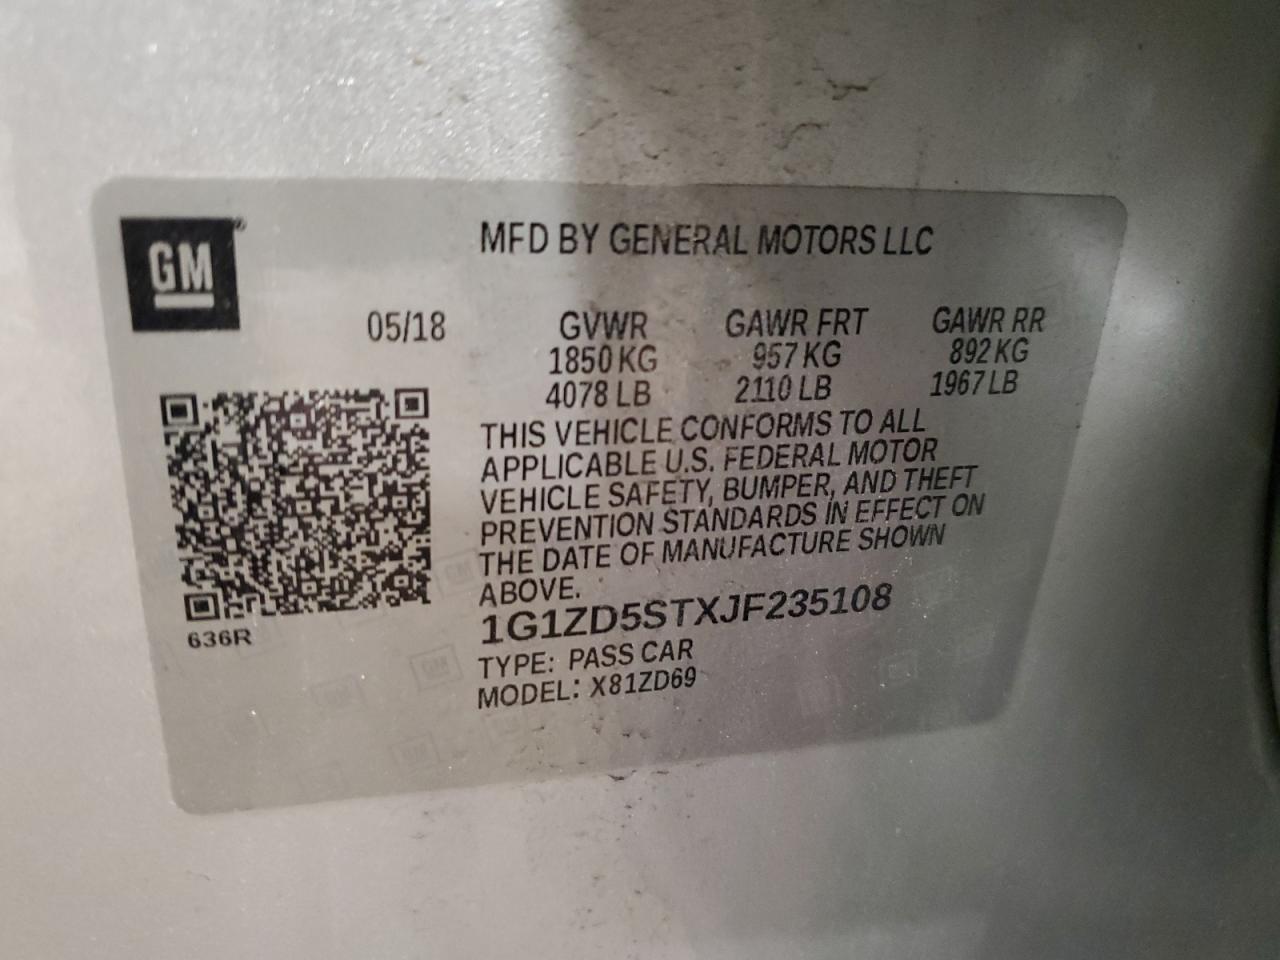 GM
MFD BY GENERAL MOTORS LLC
05/18 GVWR GAWR FRT GAWR RR
1850 KG 957 KG 892 KG
4078 LB 2110 LB 1967 LB
THIS VEHICLE CONFORMS TO ALL
APPLICABLE U.S. FEDERAL MOTOR
VEHICLE SAFETY, BUMPER, AND THEFT
PREVENTION STANDARDS IN EFFECT ON
THE DATE OF MANUFACTURE SHOWN
ABOVE.
1G1ZD5STXJF235108
636R
TYPE: PASS CAR
MODEL: X81ZD69